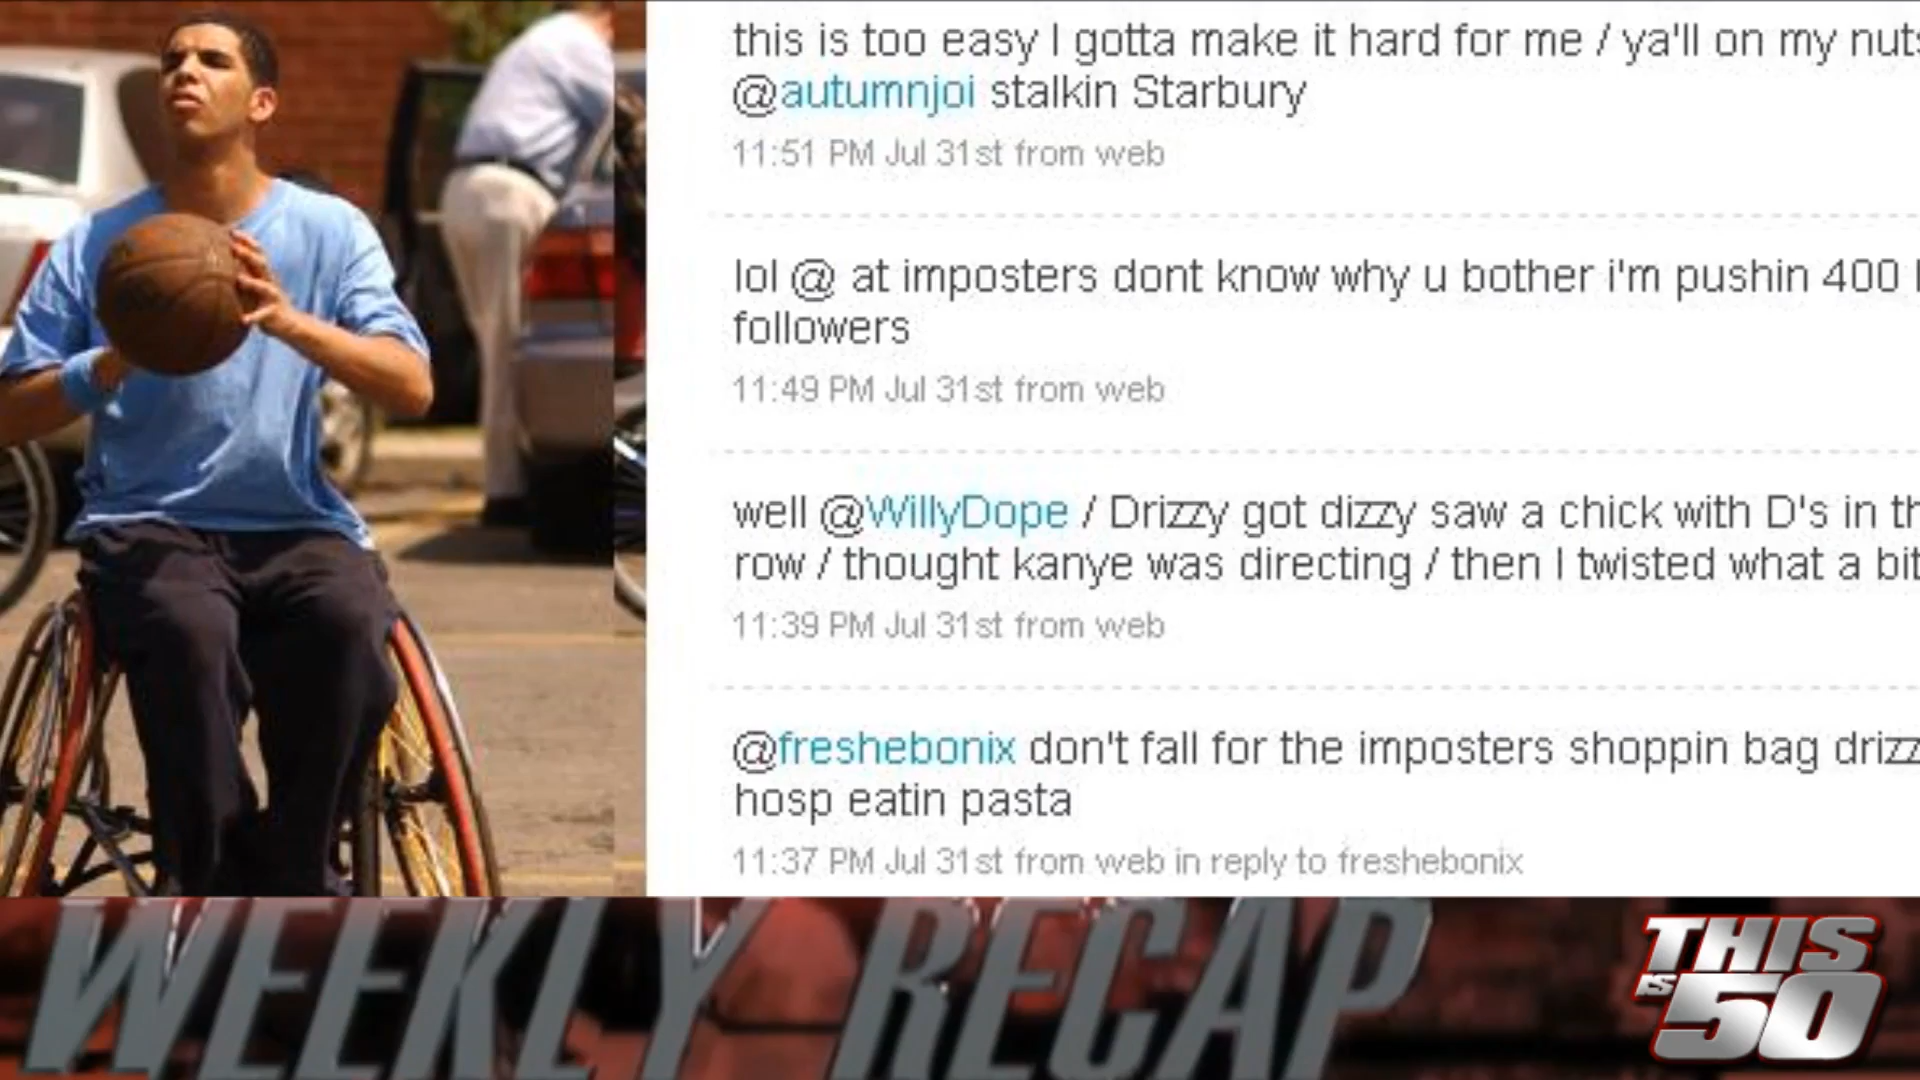 this is too easy I gotta make it hard for me / ya'll on my nuts
@autumnjoi stalkin Starbury
11:51 PM Jul 31st from web
lol @ at imposters dont know why u bother i'm pushin 400
followers
11:49 PM Jul 31st from web
well @WillyDope / Drizzy got dizzy saw a chick with D's in th
row / thought kanye was directing / then I twisted what a bit
11:39 PM Jul 31st from web
@freshebonix don't fall for the imposters shoppin bag drizz
hosp eatin pasta
11:37 PM Jul 31st from web in reply to freshebonix
WEEKLY RECAP
THIS
IS 50